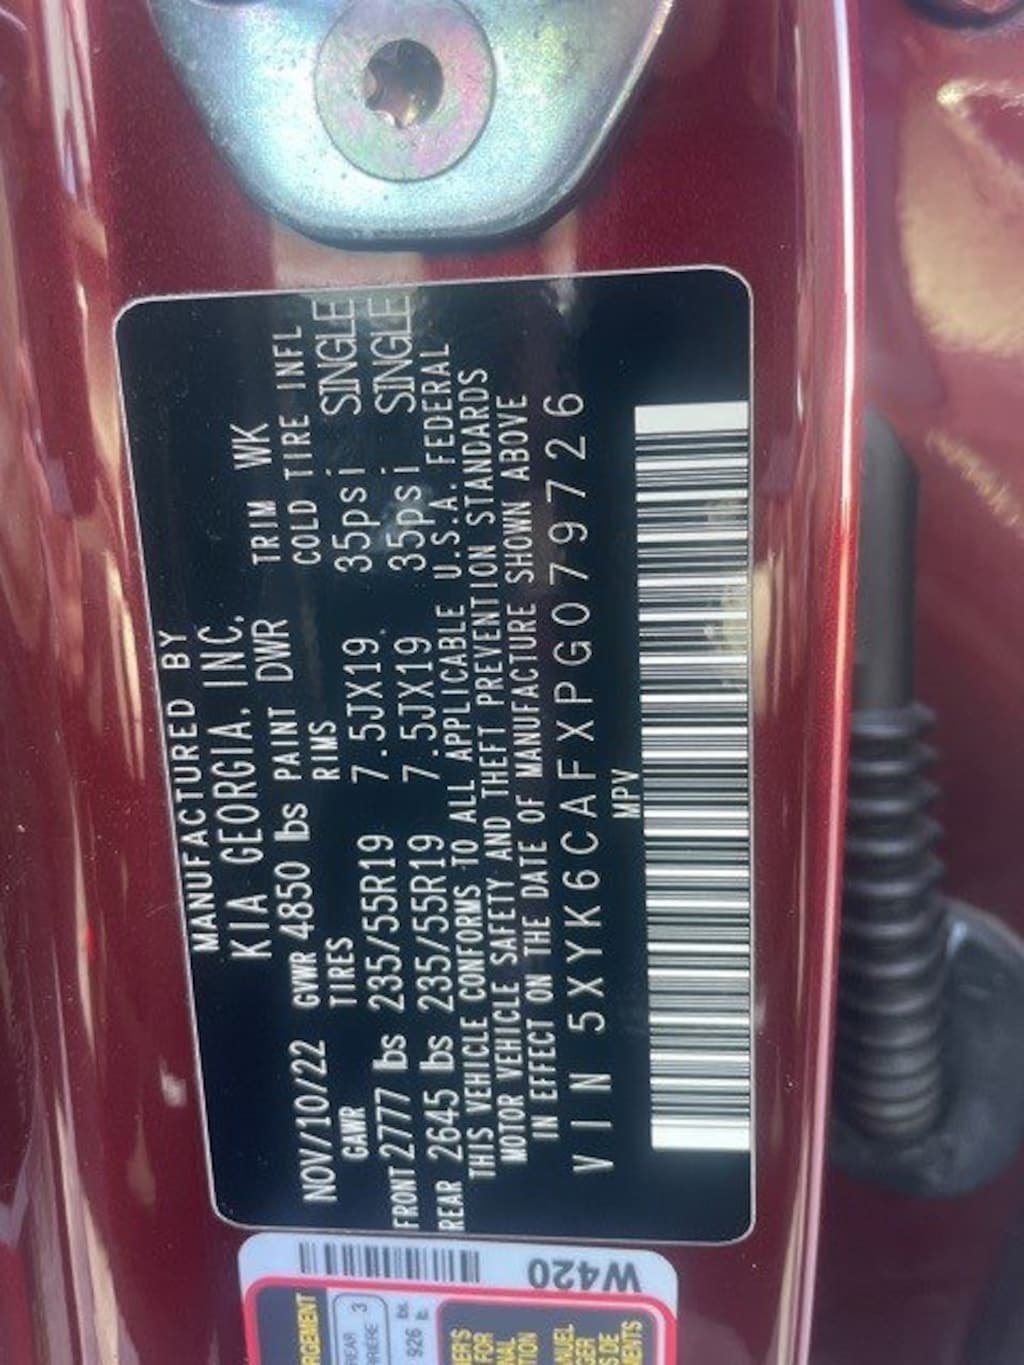 MANUFACTURED BY
KIA GEORGIA, INC.
NOV/10/22 GVWR 4850 lbs PAINT DWR TRIM WK
GAWR TIRES RIMS COLD TIRE INFL
FRONT 2777 lbs 235/55R19 7.5JX19 35psi SINGLE
REAR 2645 lbs 235/55R19 7.5JX19 35psi SINGLE
THIS VEHICLE CONFORMS TO ALL APPLICABLE U.S.A. FEDERAL
MOTOR VEHICLE SAFETY AND THEFT PREVENTION STANDARDS
IN EFFECT ON THE DATE OF MANUFACTURE SHOWN ABOVE
VIN 5XYK6CAFXPG079726
MPV
W420
926 lbs.
3